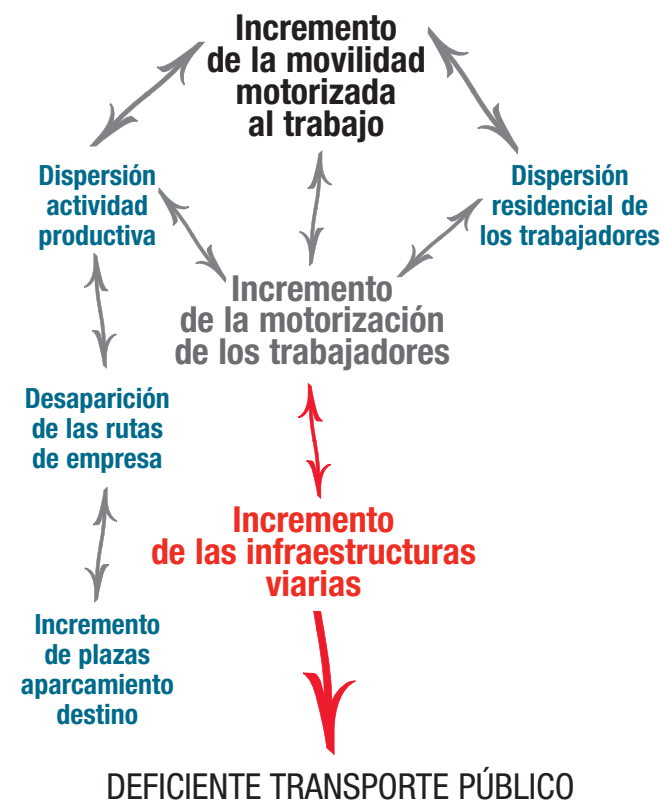 Incremento
de la movilidad
motorizada
al trabajo
Dispersión
actividad
productiva
Dispersión
residencial de
los trabajadores
Incremento
de la motorización
de los trabajadores
Desaparición
de las rutas
de empresa
Incremento
de las infraestructuras
viarias
Incremento
de plazas
aparcamiento
destino
DEFICIENTE TRANSPORTE PÚBLICO